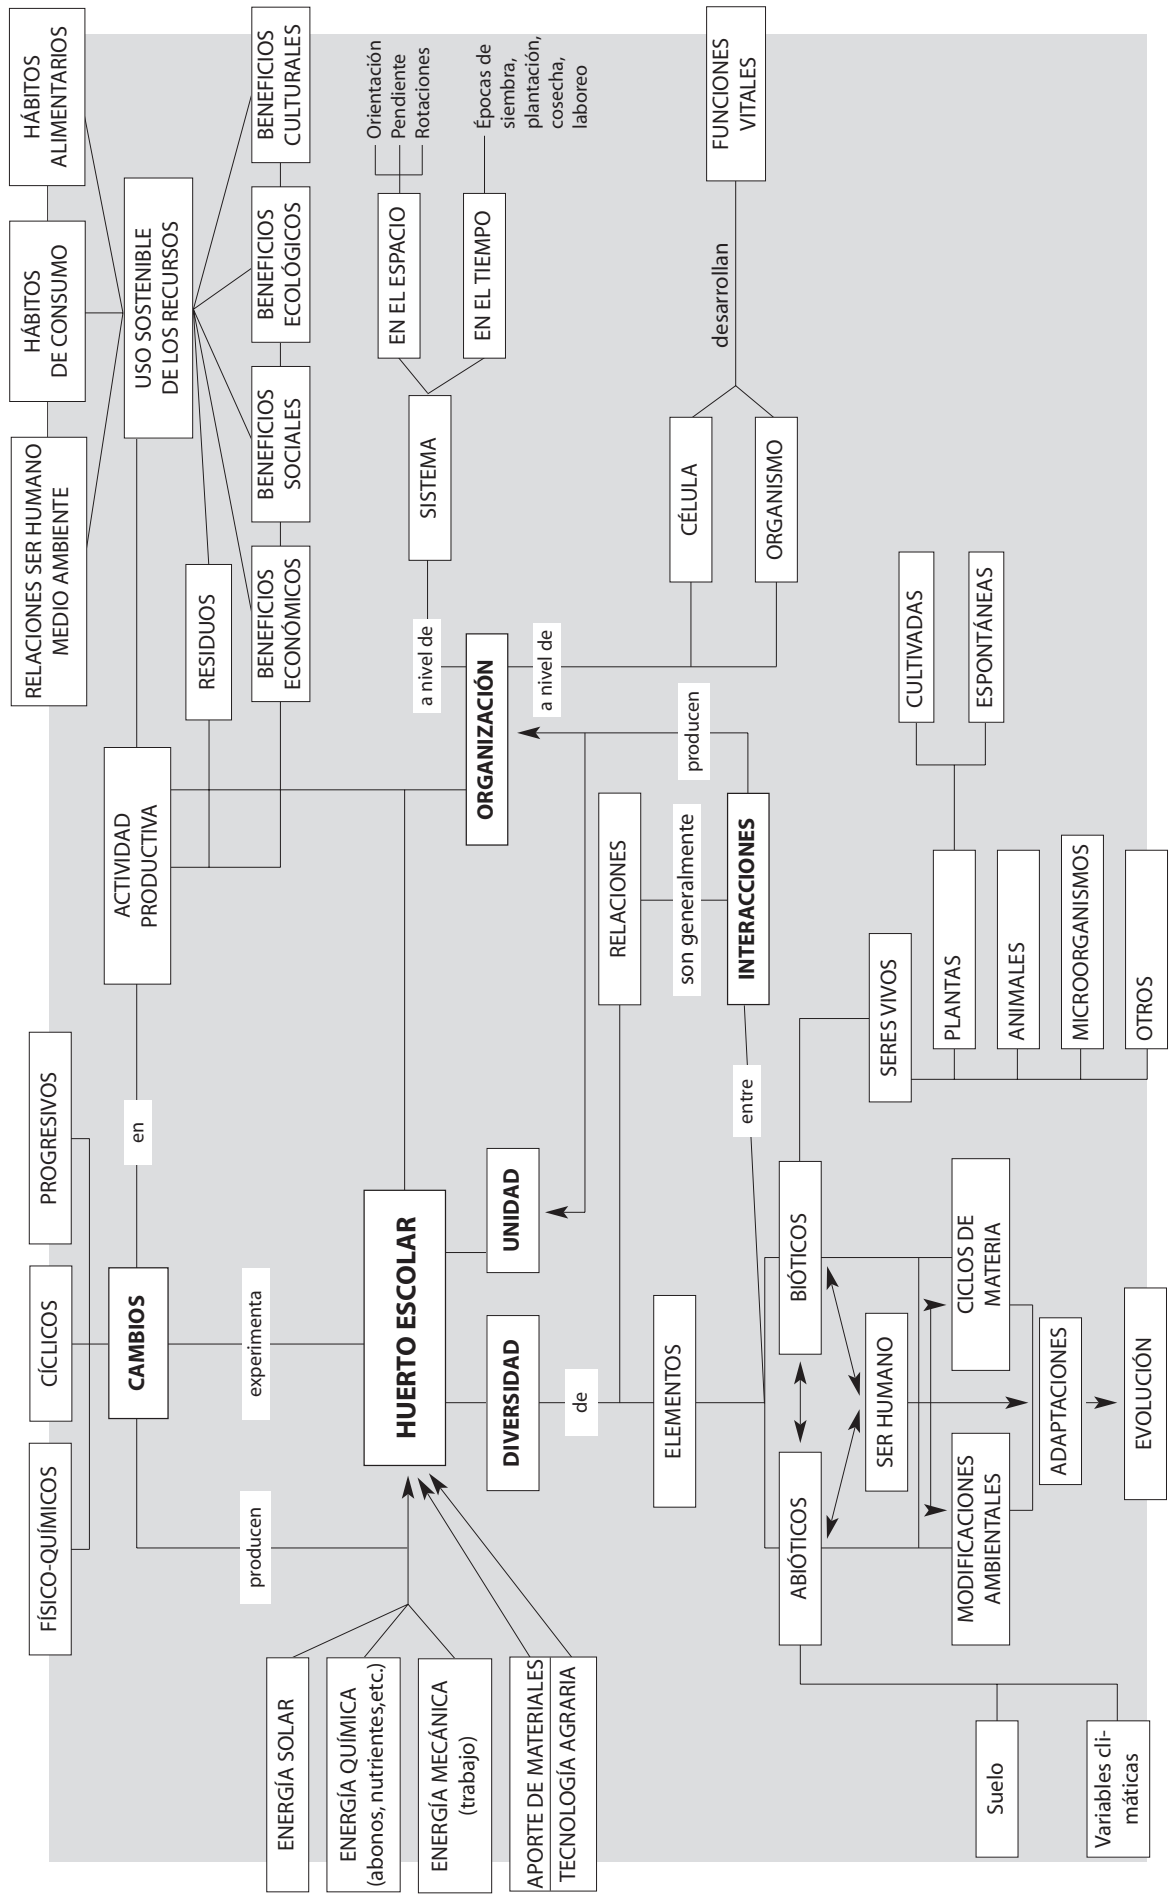 FÍSICO-QUÍMICOS
CÍCLICOS
PROGRESIVOS
RELACIONES SER HUMANO
MEDIO AMBIENTE
HÁBITOS
DE CONSUMO
HÁBITOS
ALIMENTARIOS
CAMBIOS
en
ACTIVIDAD
PRODUCTIVA
USO SOSTENIBLE
DE LOS RECURSOS
RESIDUOS
producen
experimenta
BENEFICIOS
ECONÓMICOS
BENEFICIOS
SOCIALES
BENEFICIOS
ECOLÓGICOS
BENEFICIOS
CULTURALES
ENERGÍA SOLAR
ENERGÍA QUÍMICA
(abonos, nutrientes,etc.)
ENERGÍA MECÁNICA
(trabajo)
APORTE DE MATERIALES
TECNOLOGÍA AGRARIA
HUERTO ESCOLAR
a nivel de
SISTEMA
EN EL ESPACIO
Orientación
Pendiente
Rotaciones
EN EL TIEMPO
Épocas de
siembra,
plantación,
cosecha,
laboreo
DIVERSIDAD
UNIDAD
ORGANIZACIÓN
a nivel de
de
RELACIONES
producen
CÉLULA
ORGANISMO
desarrollan
FUNCIONES
VITALES
ELEMENTOS
son generalmente
INTERACCIONES
entre
ABIÓTICOS
BIÓTICOS
SER HUMANO
SERES VIVOS
PLANTAS
CULTIVADAS
ESPONTÁNEAS
ANIMALES
MICROORGANISMOS
OTROS
MODIFICACIONES
AMBIENTALES
CICLOS DE
MATERIA
Suelo
ADAPTACIONES
Variables cli-
máticas
EVOLUCIÓN